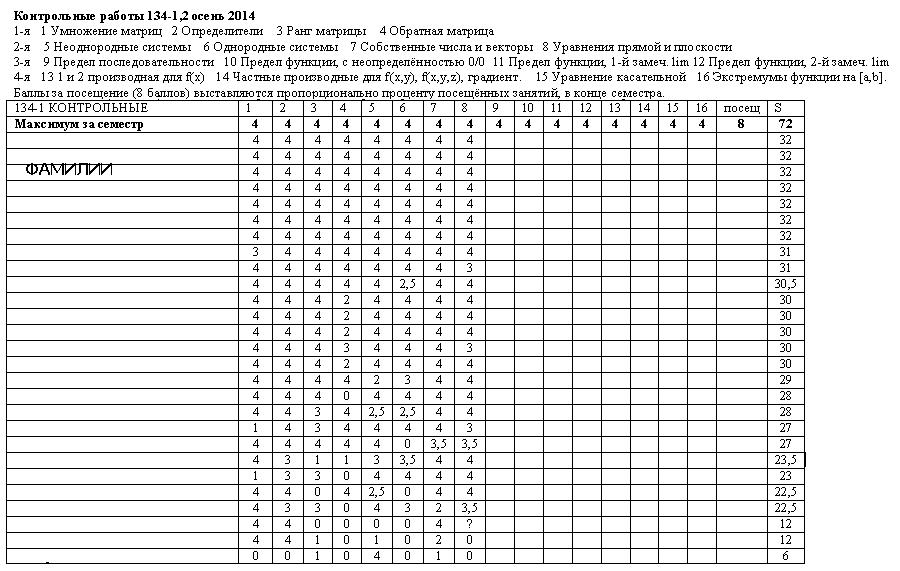 Контрольные работы 134-1,2 осень 2014
1-я 1 Умножение матриц 2 Определители 3 Ранг матрицы 4 Обратная матрица
2-я 5 Неоднородные системы 6 Однородные системы 7 Собственные числа и векторы 8 Уравнения прямой и плоскости
3-я 9 Предел последовательности 10 Предел функции, с неопределённостью 0/0 11 Предел функции, 1-й замеч. lim 12 Предел функции, 2-й замеч. lim
4-я 13 1 и 2 производная для f(x) 14 Частные производные для f(x,y), f(x,y,z), градиент. 15 Уравнение касательной 16 Экстремумы функции на [a,b].
Баллы за посещение (8 баллов) выставляются пропорционально проценту посещённых занятий, в конце семестра.
134-1 КОНТРОЛЬНЫЕ 1 2 3 4 5 6 7 8 9 10 11 12 13 14 15 16 посещ S
Максимум за семестр 4 4 4 4 4 4 4 4 4 4 4 4 4 4 4 4 8 72
4 4 4 4 4 4 4 4 32
4 4 4 4 4 4 4 4 32
ФАМИЛИИ 4 4 4 4 4 4 4 4 32
4 4 4 4 4 4 4 4 32
4 4 4 4 4 4 4 4 32
4 4 4 4 4 4 4 4 32
4 4 4 4 4 4 4 4 32
3 4 4 4 4 4 4 4 31
4 4 4 4 4 4 4 3 31
4 4 4 4 4 2,5 4 4 30,5
4 4 4 2 4 4 4 4 30
4 4 4 2 4 4 4 4 30
4 4 4 2 4 4 4 4 30
4 4 4 3 4 4 4 3 30
4 4 4 2 4 4 4 4 30
4 4 4 4 2 3 4 4 29
4 4 4 0 4 4 4 4 28
4 4 3 4 2,5 2,5 4 4 28
1 4 3 4 4 4 4 3 27
4 4 4 4 4 0 3,5 3,5 27
4 3 1 1 3 3,5 4 4 23,5
1 3 3 0 4 4 4 4 23
4 4 0 4 2,5 0 4 4 22,5
4 3 3 0 4 3 2 3,5 22,5
4 4 0 0 0 0 4 ? 12
4 4 1 0 1 0 2 0 12
0 0 1 0 4 0 1 0 6